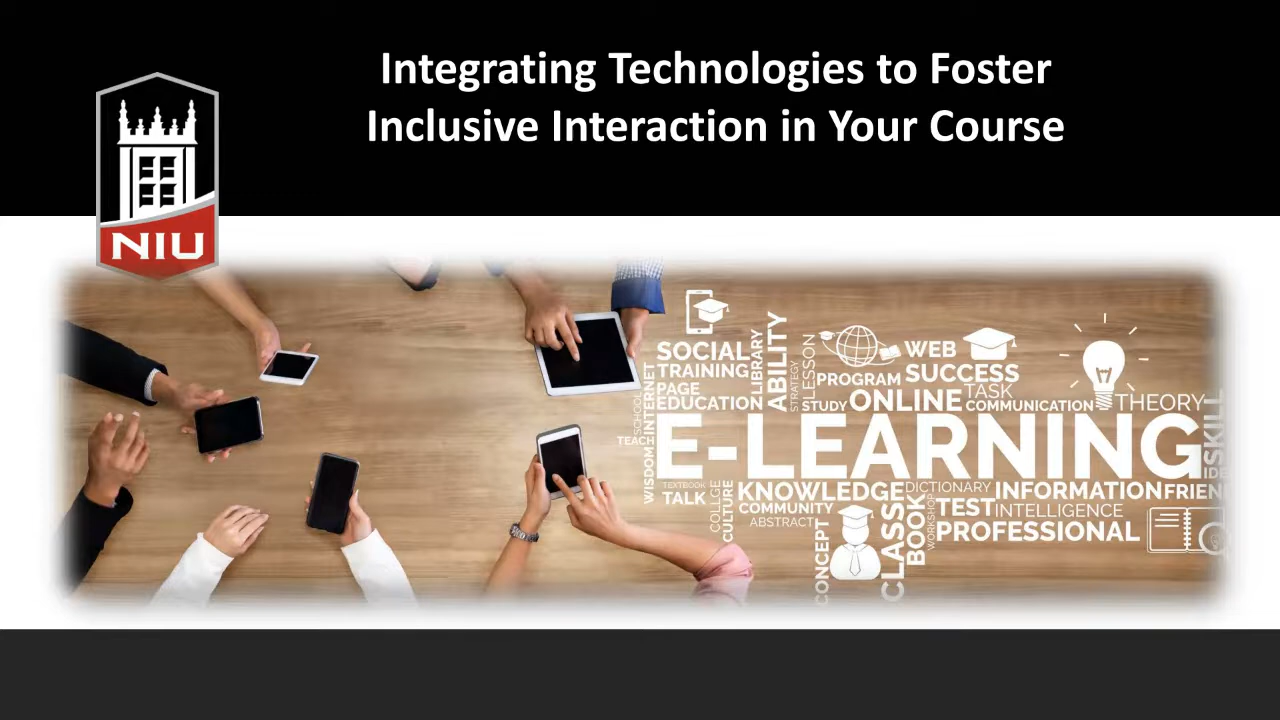 Integrating Technologies to Foster
Inclusive Interaction in Your Course
NIU
SOCIAL
TRAINING
PAGE
EDUCATION
INTERNET
SCHOOL
TEACH
WISDOM
LIBRARY
ABILITY
STRATEGY
LESSON
PROGRAM
STUDY
WEB
SUCCESS
TASK
ONLINE
COMMUNICATION
THEORY
SKILL
E-LEARNING
TEXTBOOK
TALK
COLLGE
CULTURE
KNOWLEDGE
COMMUNITY
ABSTRACT
CONCEPT
CLASS
BOOK
WORKSHOP
DICTIONARY
INFORMATION
FRIEN
TEST
INTELLIGENCE
PROFESSIONAL